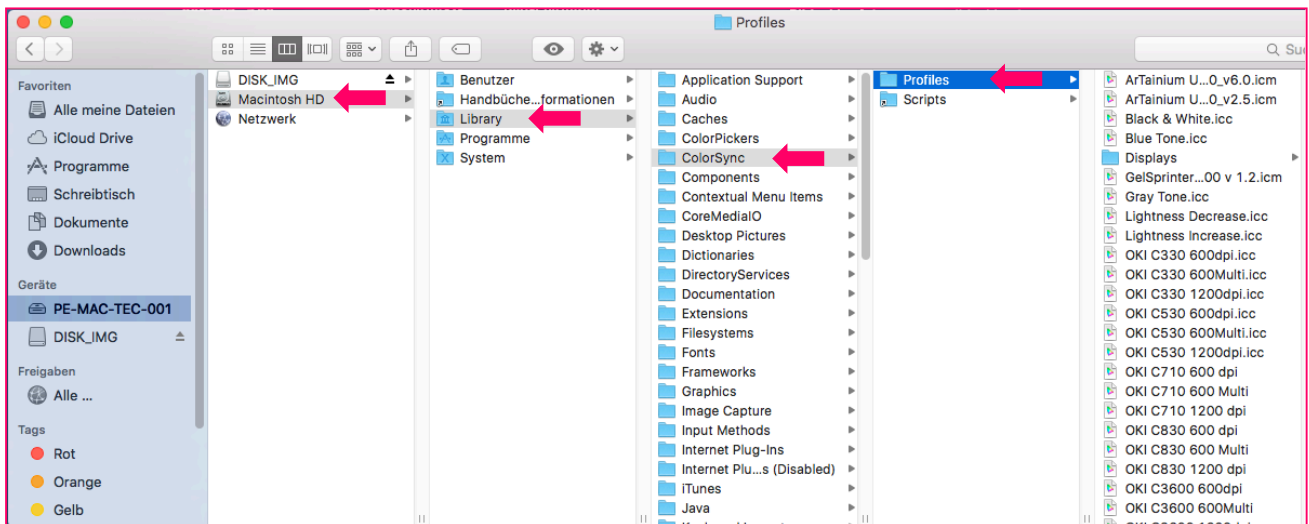 Profiles
Q Su
Favoriten
Alle meine Dateien
iCloud Drive
Programme
Schreibtisch
Dokumente
Downloads
Geräte
PE-MAC-TEC-001
DISK_IMG
Freigaben
Alle ...
Tags
Rot
Orange
Gelb
DISK_IMG
Macintosh HD
Netzwerk
Benutzer
Handbüche...formationen
Library
Programme
System
Application Support
Audio
Caches
ColorPickers
ColorSync
Components
Contextual Menu Items
CoreMediaIO
Desktop Pictures
Dictionaries
DirectoryServices
Documentation
Extensions
Filesystems
Fonts
Frameworks
Graphics
Image Capture
Input Methods
Internet Plug-Ins
Internet Plu...s (Disabled)
iTunes
Java
Profiles
Scripts
ArTainium U...0_v6.0.icm
ArTainium U...0_v2.5.icm
Black & White.icc
Blue Tone.icc
Displays
GelSprinter...00 v 1.2.icm
Gray Tone.icc
Lightness Decrease.icc
Lightness Increase.icc
OKI C330 600dpi.icc
OKI C330 600Multi.icc
OKI C330 1200dpi.icc
OKI C530 600dpi.icc
OKI C530 600Multi.icc
OKI C530 1200dpi.icc
OKI C710 600 dpi
OKI C710 600 Multi
OKI C710 1200 dpi
OKI C830 600 dpi
OKI C830 600 Multi
OKI C830 1200 dpi
OKI C3600 600dpi
OKI C3600 600Multi